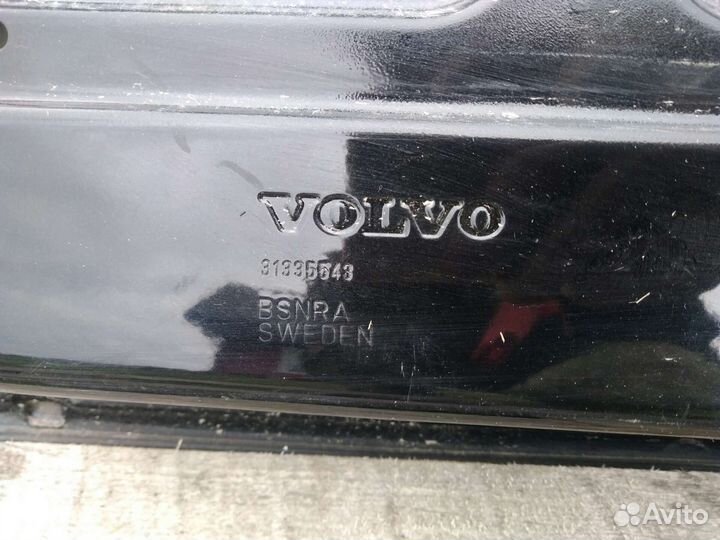 VOLVO
31335543
BSNRA
SWEDEN
Avito